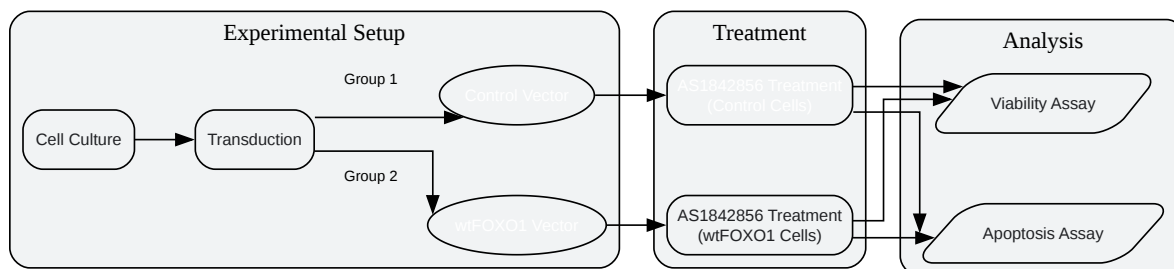 Experimental Setup
Treatment
Analysis
Group 1
Control Vector
AS1842856 Treatment
(Control Cells)
Viability Assay
Cell Culture
Transduction
Group 2
wtFOXO1 Vector
AS1842856 Treatment
(wtFOXO1 Cells)
Apoptosis Assay